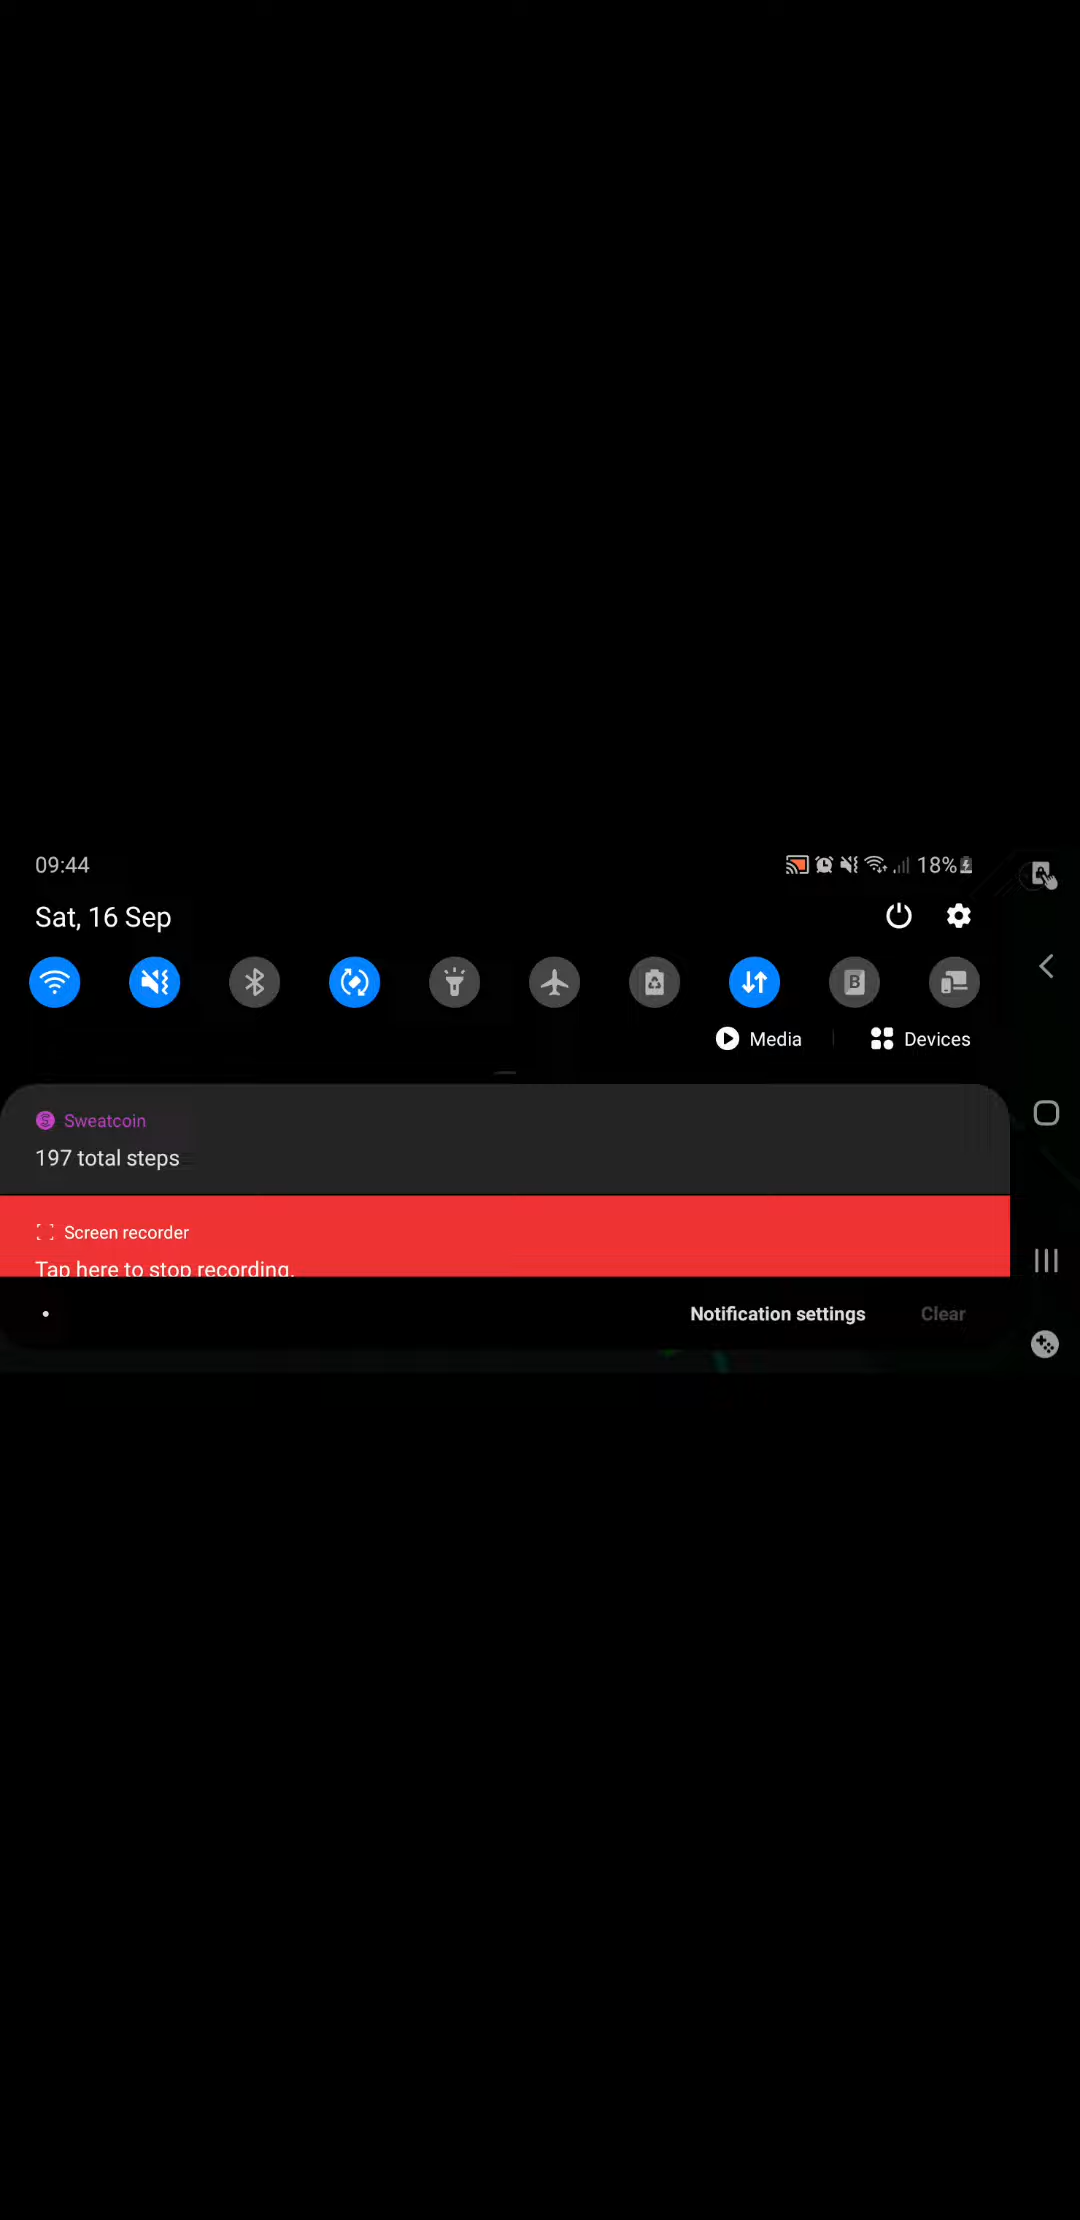 09:44
18%
Sat, 16 Sep
B
Media
Devices
Sweatcoin
197 total steps
Screen recorder
Tap here to stop recording.
Notification settings
Clear